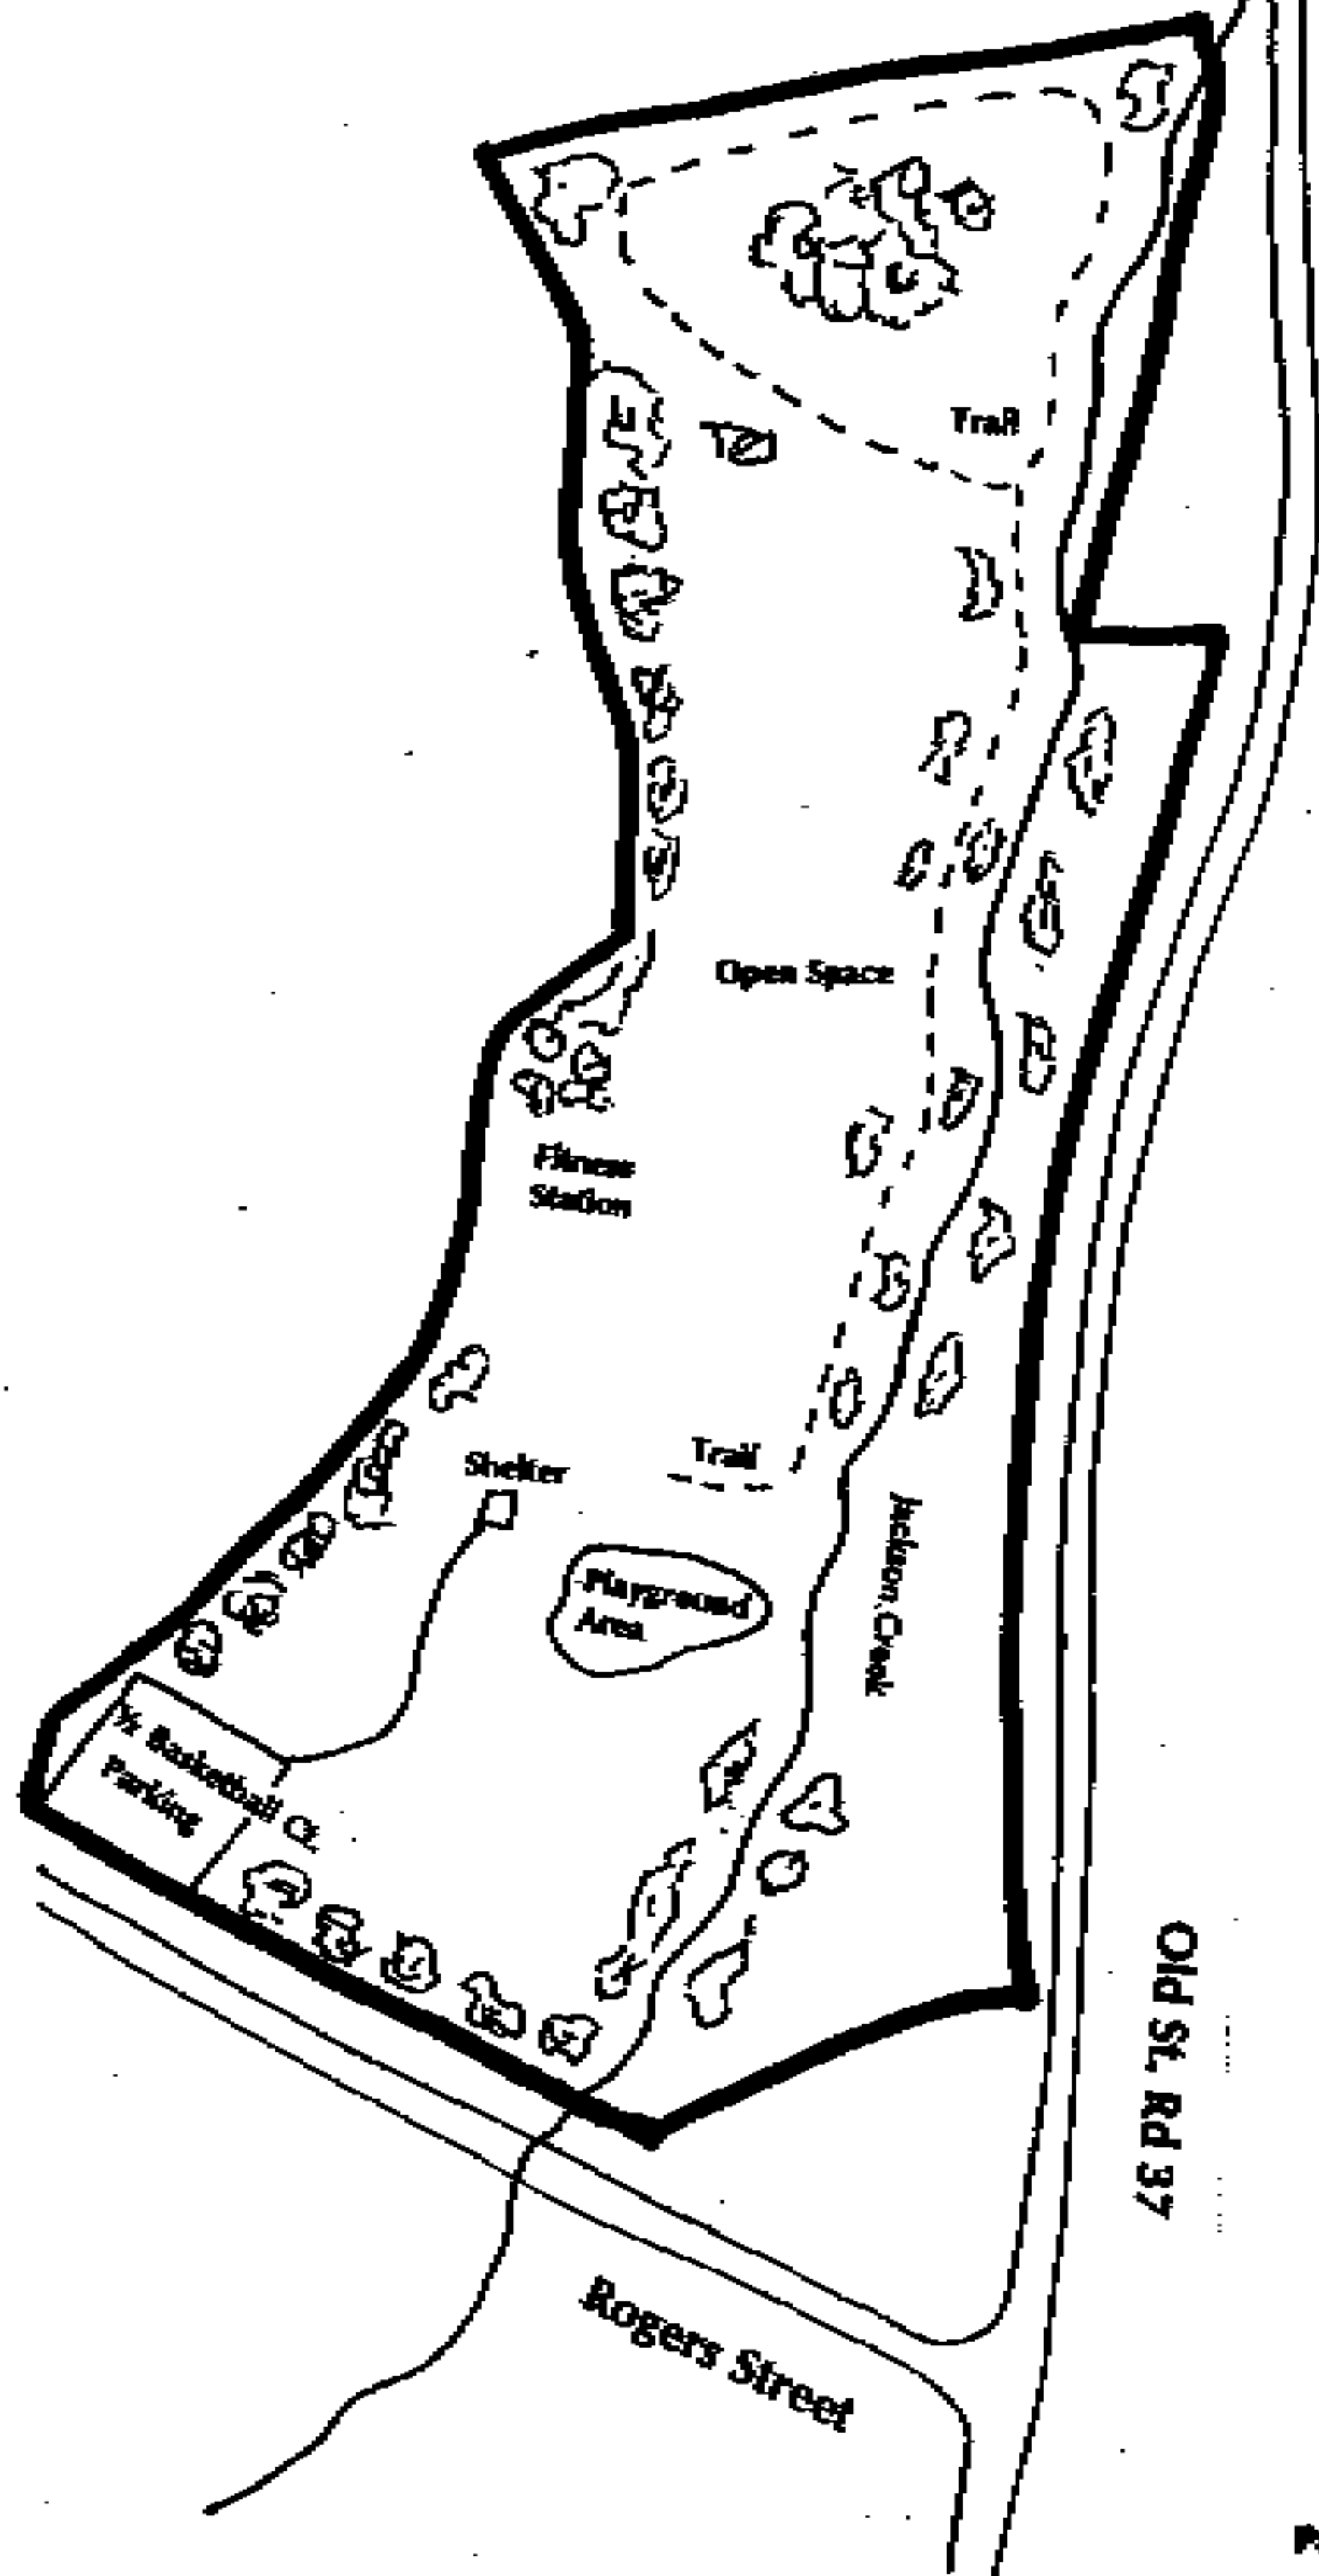 Trail
Open Space
Fitness
Station
Shelter
Trail
Playground
Area
Jackson Creek
½ Basketball Ct.
Parking
Old St. Rd 37
Rogers Street